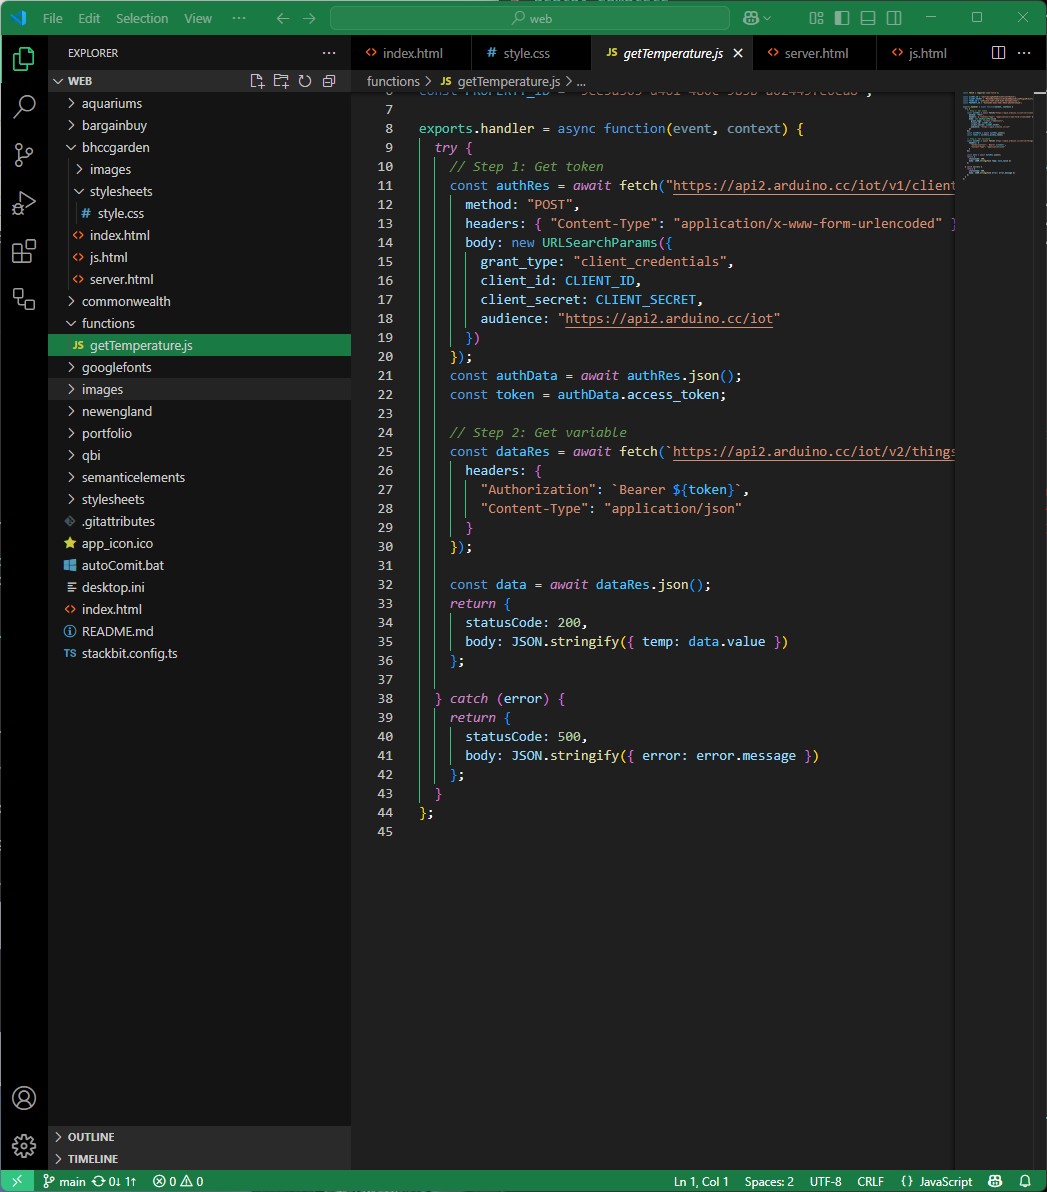 File Edit Selection View ··· web
EXPLORER ···
WEB
aquariums
bargainbuy
bhccgarden
images
stylesheets
# style.css
<> index.html
<> js.html
<> server.html
commonwealth
functions
JS getTemperature.js
googlefonts
images
newengland
portfolio
qbi
semanticelements
stylesheets
.gitattributes
app_icon.ico
autoComit.bat
desktop.ini
<> index.html
README.md
TS stackbit.config.ts
OUTLINE
TIMELINE
<> index.html # style.css JS getTemperature.js <> server.html <> js.html ···
functions > JS getTemperature.js > ...
7
8 exports.handler = async function(event, context) {
9 try {
10 // Step 1: Get token
11 const authRes = await fetch("https://api2.arduino.cc/iot/v1/client
12 method: "POST",
13 headers: { "Content-Type": "application/x-www-form-urlencoded" }
14 body: new URLSearchParams({
15 grant_type: "client_credentials",
16 client_id: CLIENT_ID,
17 client_secret: CLIENT_SECRET,
18 audience: "https://api2.arduino.cc/iot"
19 })
20 });
21 const authData = await authRes.json();
22 const token = authData.access_token;
23
24 // Step 2: Get variable
25 const dataRes = await fetch(`https://api2.arduino.cc/iot/v2/things
26 headers: {
27 "Authorization": `Bearer ${token}`,
28 "Content-Type": "application/json"
29 }
30 });
31
32 const data = await dataRes.json();
33 return {
34 statusCode: 200,
35 body: JSON.stringify({ temp: data.value })
36 };
37
38 } catch (error) {
39 return {
40 statusCode: 500,
41 body: JSON.stringify({ error: error.message })
42 };
43 }
44 };
45
main 0↓ 1↑ 0 0 Ln 1, Col 1 Spaces: 2 UTF-8 CRLF {} JavaScript